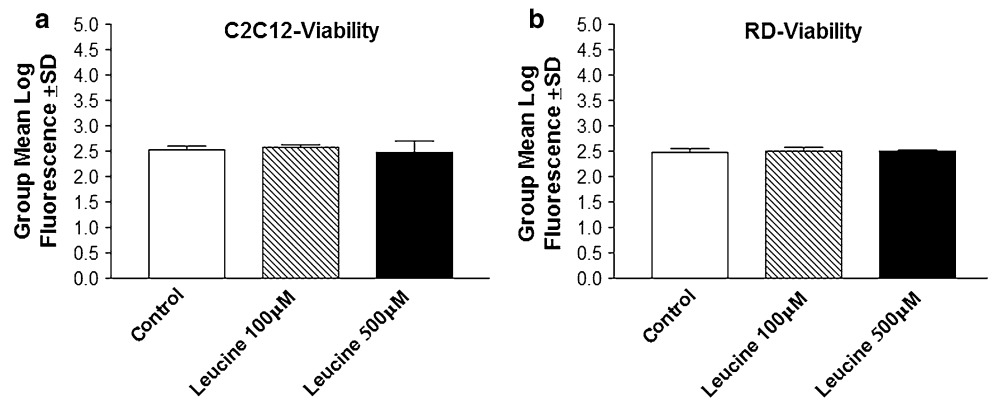 a
C2C12-Viability
Group Mean Log
Fluorescence ±SD
5.0
4.5
4.0
3.5
3.0
2.5
2.0
1.5
1.0
0.5
0.0
Control
Leucine 100µM
Leucine 500µM
b
RD-Viability
Group Mean Log
Fluorescence ±SD
5.0
4.5
4.0
3.5
3.0
2.5
2.0
1.5
1.0
0.5
0.0
Control
Leucine 100µM
Leucine 500µM